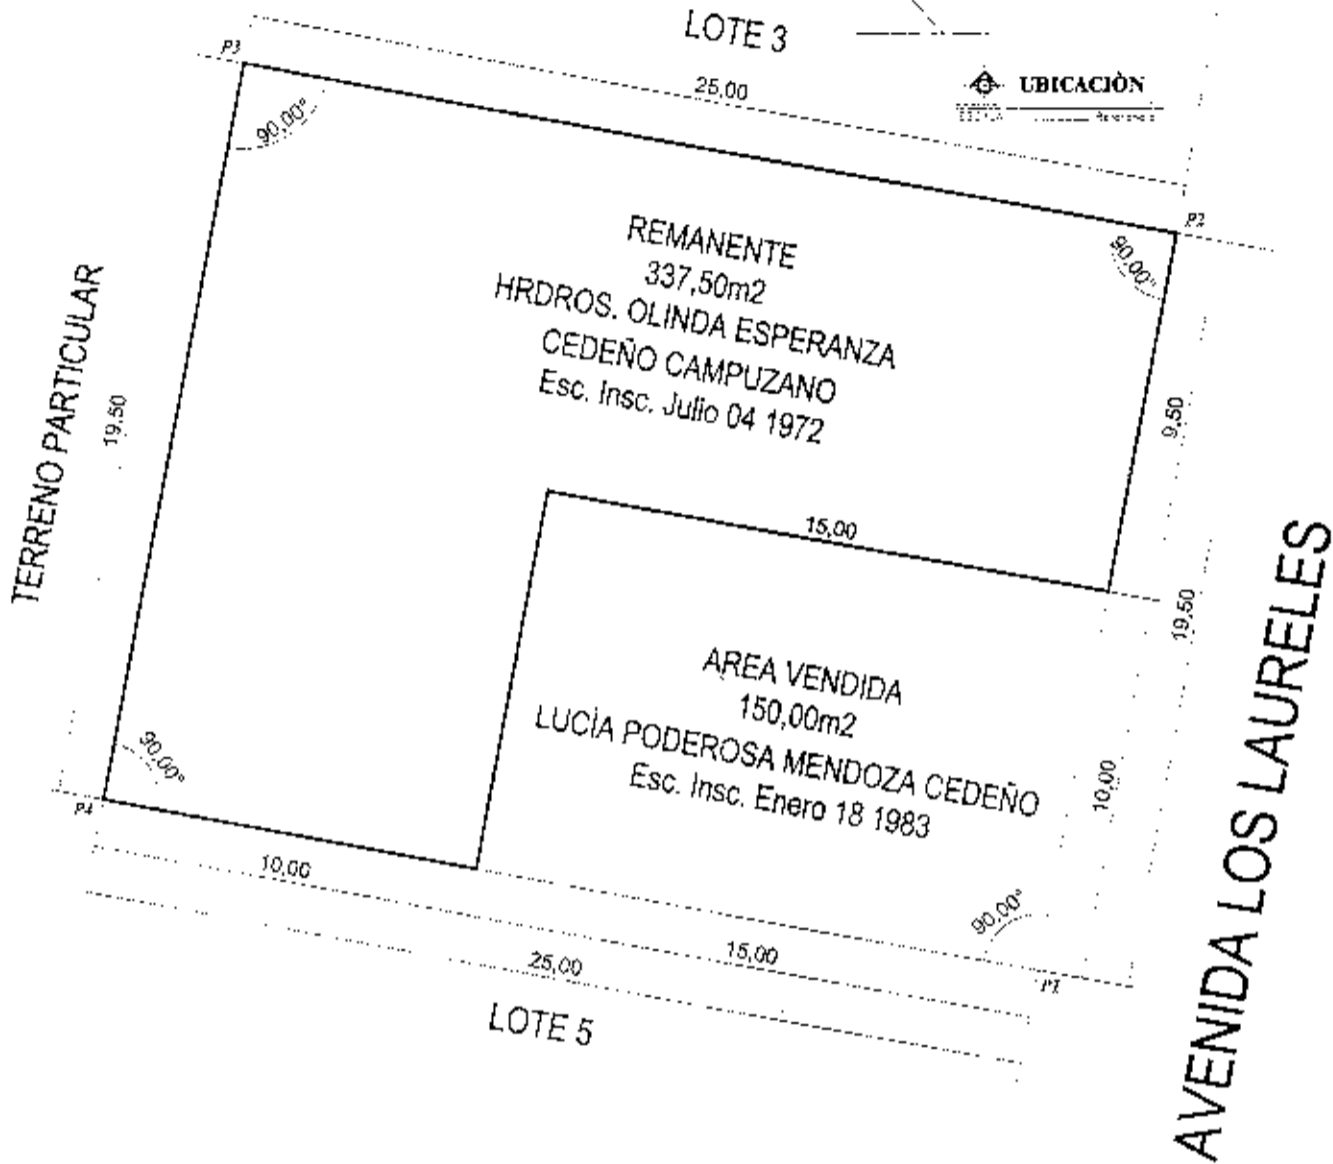 LOTE 3
UBICACIÒN
P3
25,00
90,00°
P2
90,00°
REMANENTE
337,50m2
HRDROS. OLINDA ESPERANZA
CEDEÑO CAMPUZANO
Esc. Insc. Julio 04 1972
TERRENO PARTICULAR
19.50
9,50
15,00
19,50
AREA VENDIDA
150,00m2
LUCÌA PODEROSA MENDOZA CEDEÑO
Esc. Insc. Enero 18 1983
10,00
AVENIDA LOS LAURELES
90,00°
P4
10,00
90,00°
15,00
25,00
P1
LOTE 5